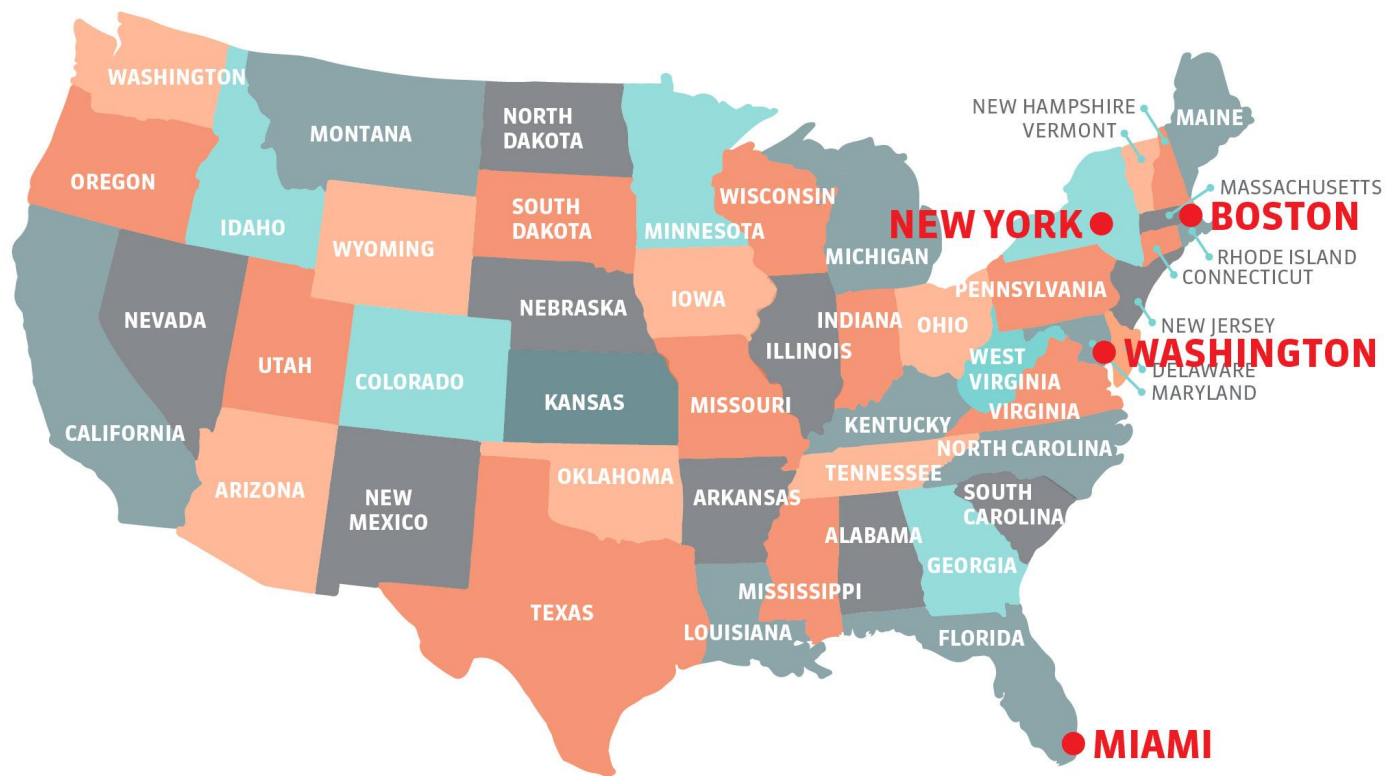 WASHINGTON
MONTANA
NORTH
DAKOTA
NEW HAMPSHIRE
VERMONT
MAINE
OREGON
IDAHO
WYOMING
SOUTH
DAKOTA
MINNESOTA
WISCONSIN
MICHIGAN
NEW YORK
MASSACHUSETTS
BOSTON
RHODE ISLAND
CONNECTICUT
NEVADA
UTAH
COLORADO
NEBRASKA
IOWA
ILLINOIS
INDIANA
OHIO
PENNSYLVANIA
NEW JERSEY
WASHINGTON
DELAWARE
MARYLAND
WEST
VIRGINIA
VIRGINIA
CALIFORNIA
KANSAS
MISSOURI
KENTUCKY
NORTH CAROLINA
ARIZONA
NEW
MEXICO
OKLAHOMA
ARKANSAS
TENNESSEE
SOUTH
CAROLINA
TEXAS
LOUISIANA
MISSISSIPPI
ALABAMA
GEORGIA
FLORIDA
MIAMI